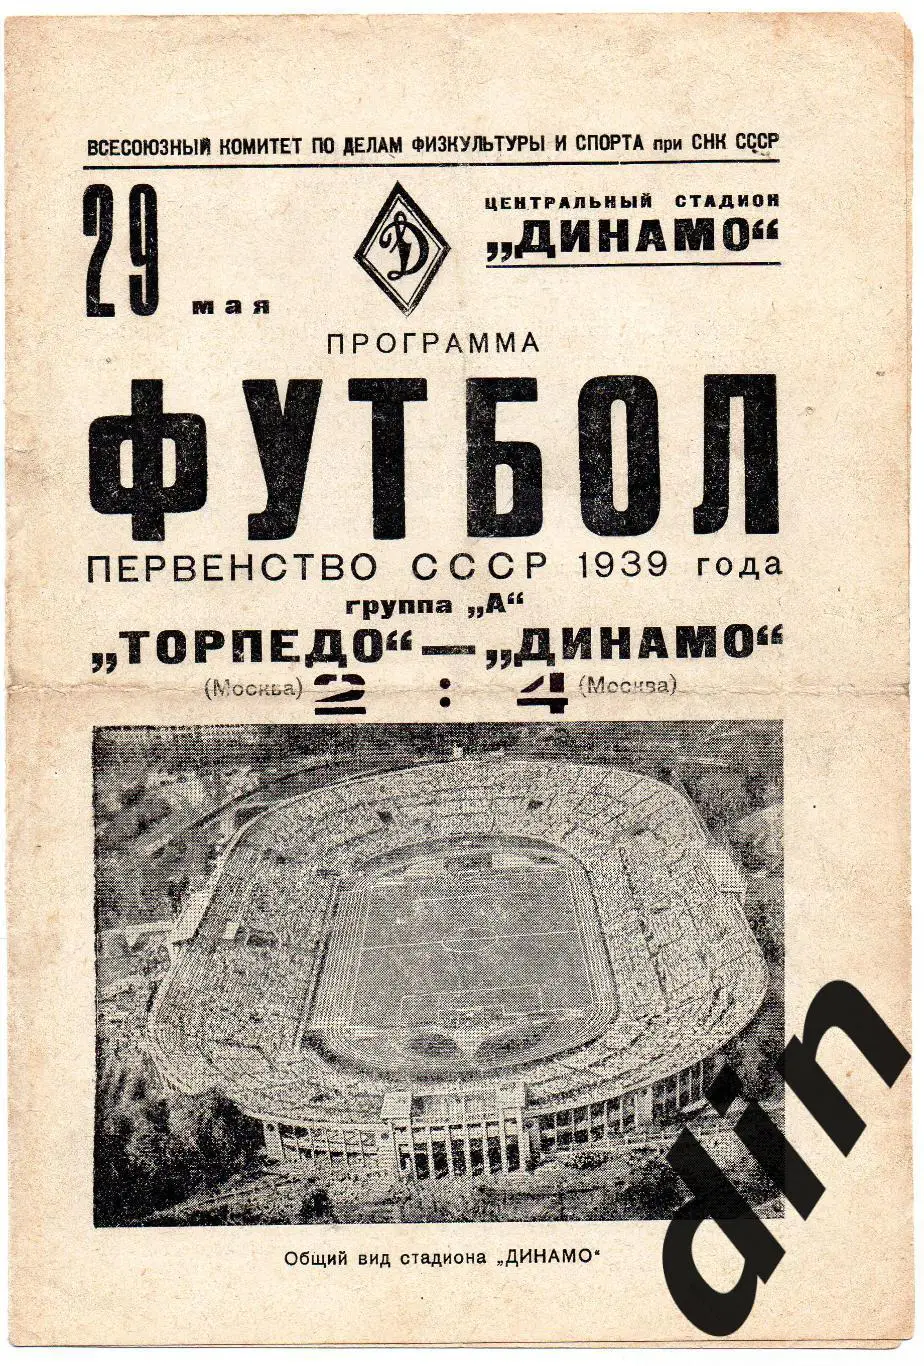 ВСЕСОЮЗНЫЙ КОМИТЕТ ПО ДЕЛАМ ФИЗКУЛЬТУРЫ И СПОРТА при СНК СССР
29 мая
Д
ЦЕНТРАЛЬНЫЙ СТАДИОН
„ДИНАМО“
ПРОГРАММА
ФУТБОЛ
ПЕРВЕНСТВО СССР 1939 года
группа „А“
„ТОРПЕДО“ — „ДИНАМО“
(Москва) 2 : 4 (Москва)
Общий вид стадиона „ДИНАМО“
din